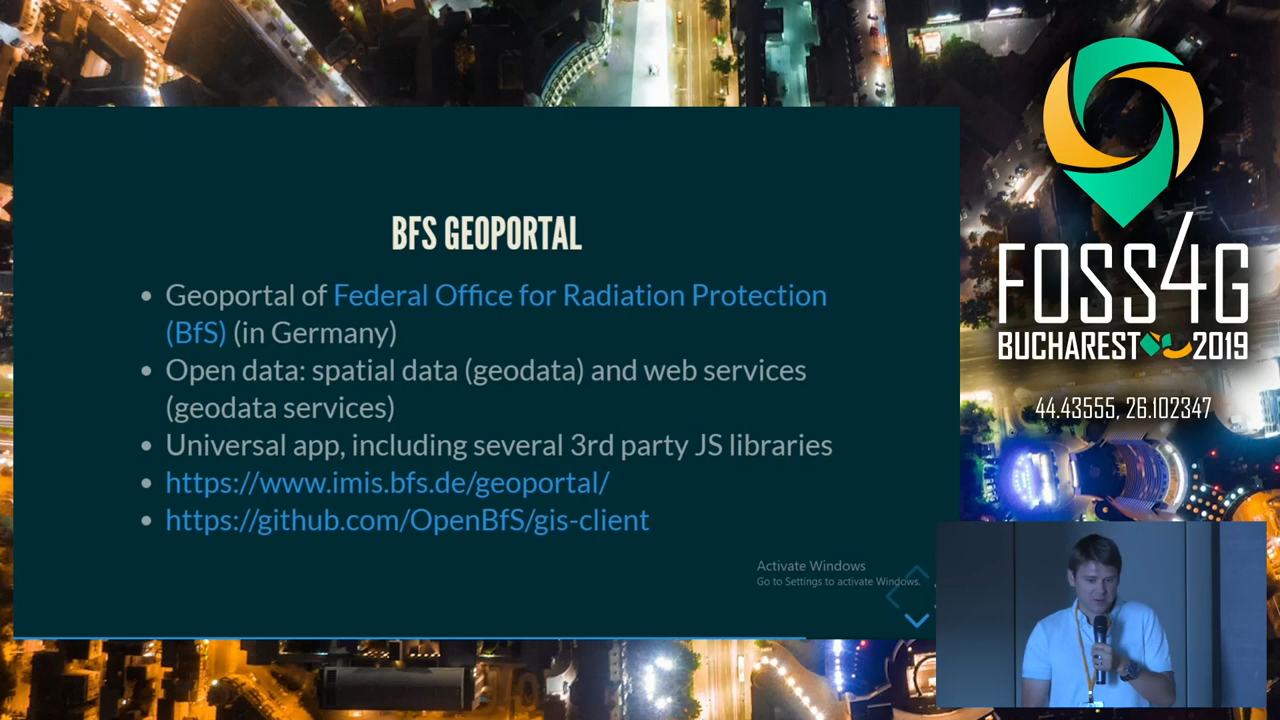 BFS GEOPORTAL
• Geoportal of Federal Office for Radiation Protection
(BfS) (in Germany)
• Open data: spatial data (geodata) and web services
(geodata services)
• Universal app, including several 3rd party JS libraries
• https://www.imis.bfs.de/geoportal/
• https://github.com/OpenBfS/gis-client
Activate Windows
Go to Settings to activate Windows.
FOSS4G
BUCHAREST 2019
44.43555, 26.102347